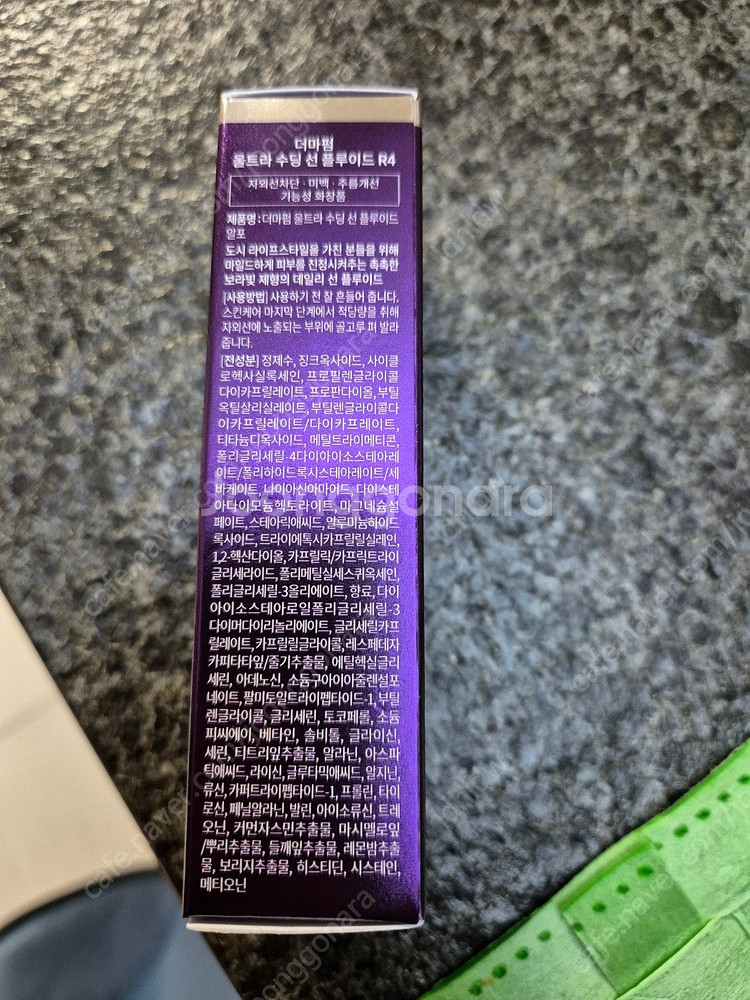 더마펌
울트라 수딩 선 플루이드 R4
자외선차단 · 미백 · 주름개선
기능성 화장품
제품명 : 더마펌 울트라 수딩 선 플루이드
알포
도시 라이프스타일을 가진 분들을 위해
마일드하게 피부를 진정시켜주는 촉촉한
보라빛 제형의 데일리 선 플루이드
[사용방법] 사용하기 전 잘 흔들어 줍니다.
스킨케어 마지막 단계에서 적당량을 취해
자외선에 노출되는 부위에 골고루 펴 발라
줍니다.
[전성분] 정제수, 징크옥사이드, 사이클
로헥사실록세인, 프로필렌글라이콜
다이카프릴레이트, 프로판다이올, 부틸
옥틸살리실레이트, 부틸렌글라이콜다
이카프릴레이트/다이카프레이트,
티타늄디옥사이드, 메틸트라이메티콘,
폴리글리세릴-4다이아이소스테아레
이트/폴리하이드록시스테아레이트/세
바케이트, 나이아신아마이드, 다이스테
아다이모늄헥토라이트, 마그네슘설
페이트, 스테아릭애씨드, 알루미늄하이드
록사이드, 트라이에톡시카프릴릴실레인,
1,2-헥산다이올, 카프릴릭/카프릭트라이
글리세라이드, 폴리메틸실세스퀴옥세인,
폴리글리세릴-3올리에이트, 향료, 다이
아이소스테아로일폴리글리세릴-3
다이머다이리놀리에이트, 글리세릴카프
릴레이트, 카프릴릴글라이콜, 레스페데자
카피타타잎/줄기추출물, 에틸헥실글리
세린, 아데노신, 소듐구아이아줄렌설포
네이트, 팔미토일트라이펩타이드-1, 부틸
렌글라이콜, 글리세린, 토코페롤, 소듐
피씨에이, 베타인, 솔비톨, 글라이신,
세린, 티트리잎추출물, 알라닌, 아스파
틱애씨드, 라이신, 글루타믹애씨드, 알지닌,
류신, 카퍼트라이펩타이드-1, 프롤린, 타이
로신, 페닐알라닌, 발린, 아이소류신, 트레
오닌, 커먼자스민추출물, 마시멜로잎
/뿌리추출물, 들깨잎추출물, 레몬밤추출
물, 보리지추출물, 히스티딘, 시스테인,
메티오닌
joonggonara